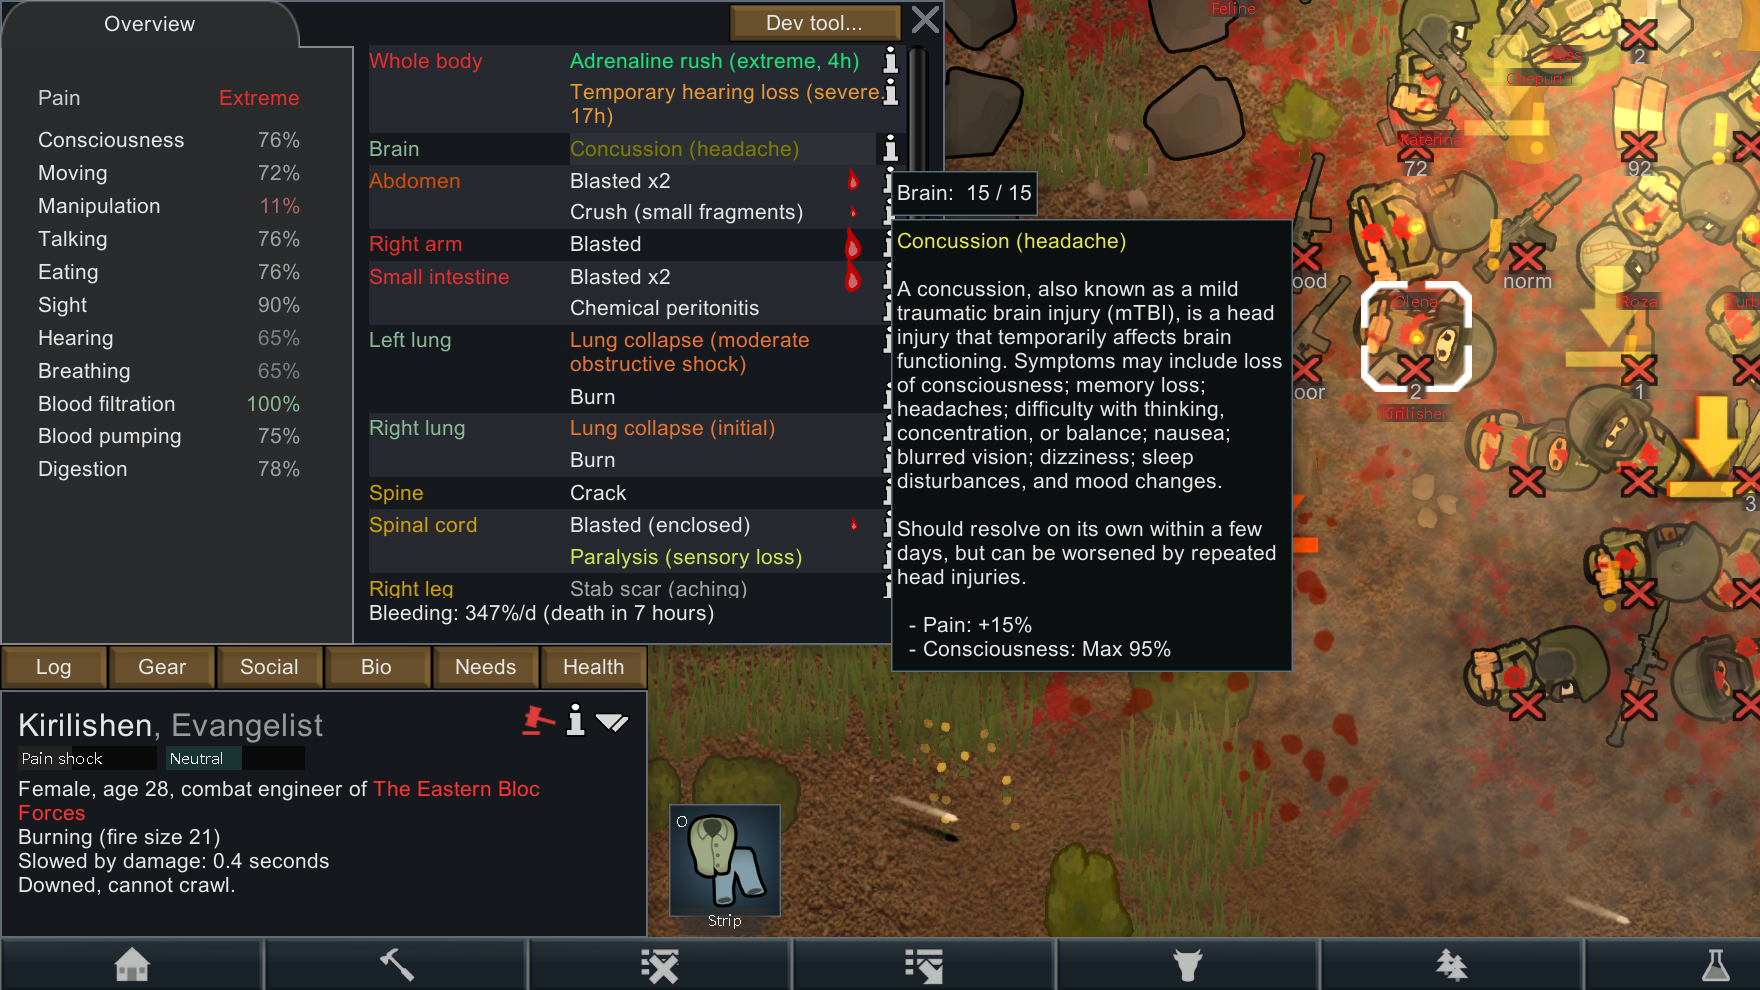 Overview
Dev tool...
Pain Extreme
Consciousness 76%
Moving 72%
Manipulation 11%
Talking 76%
Eating 76%
Sight 90%
Hearing 65%
Breathing 65%
Blood filtration 100%
Blood pumping 75%
Digestion 78%
Whole body Adrenaline rush (extreme, 4h)
Temporary hearing loss (severe,
17h)
Brain Concussion (headache)
Abdomen Blasted x2
Crush (small fragments)
Right arm Blasted
Small intestine Blasted x2
Chemical peritonitis
Left lung Lung collapse (moderate
obstructive shock)
Burn
Right lung Lung collapse (initial)
Burn
Spine Crack
Spinal cord Blasted (enclosed)
Paralysis (sensory loss)
Right leg Stab scar (aching)
Bleeding: 347%/d (death in 7 hours)
Brain: 15 / 15
Concussion (headache)
A concussion, also known as a mild
traumatic brain injury (mTBI), is a head
injury that temporarily affects brain
functioning. Symptoms may include loss
of consciousness; memory loss;
headaches; difficulty with thinking,
concentration, or balance; nausea;
blurred vision; dizziness; sleep
disturbances, and mood changes.
Should resolve on its own within a few
days, but can be worsened by repeated
head injuries.
- Pain: +15%
- Consciousness: Max 95%
Feline
2
Chepurin
Katerin
72
92
ood
norm
Olena
Roza
oor
2
1
Kirilishen
3
Log
Gear
Social
Bio
Needs
Health
Kirilishen, Evangelist
Pain shock
Neutral
Female, age 28, combat engineer of The Eastern Bloc
Forces
Burning (fire size 21)
Slowed by damage: 0.4 seconds
Downed, cannot crawl.
Strip